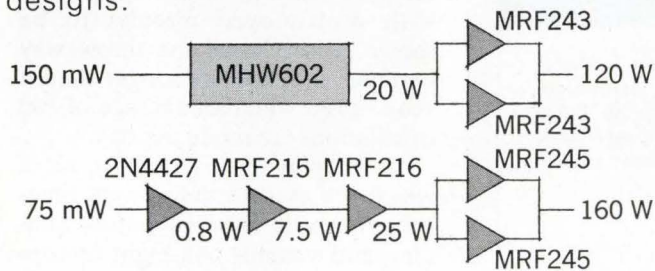 designs.
MRF243
150 mW MHW602 20 W 120 W
MRF243
2N4427 MRF215 MRF216 MRF245
75 mW 0.8 W 7.5 W 25 W 160 W
MRF245